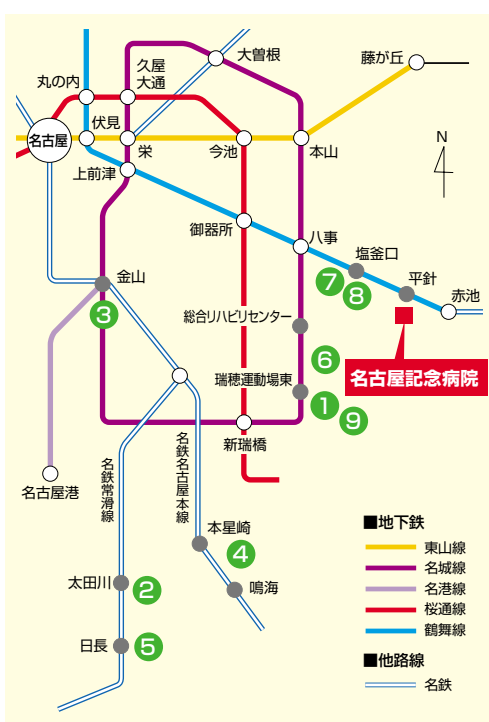 大曽根
藤が丘
久屋
大通
丸の内
伏見
名古屋
栄
今池
本山
N
上前津
御器所
八事
塩釜口
7
8
平針
赤池
金山
3
総合リハビリセンター
6
名古屋記念病院
瑞穂運動場東
1
9
新瑞橋
名鉄常滑線
名鉄名古屋本線
名古屋港
本星崎
4
太田川
2
鳴海
日長
5
■地下鉄
東山線
名城線
名港線
桜通線
鶴舞線
■他路線
名鉄